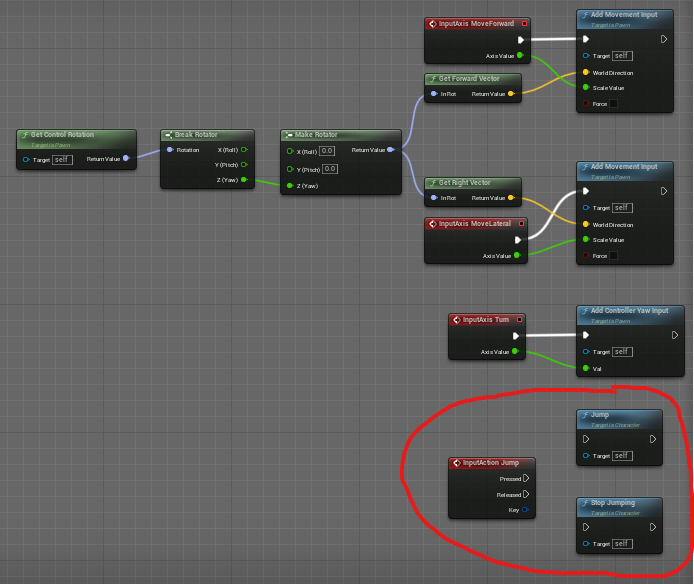 InputAxis MoveForward
Axis Value
Add Movement Input
Target is Pawn
Target self
World Direction
Scale Value
Force
Get Forward Vector
In Rot Return Value
Get Control Rotation
Target is Pawn
Target self Return Value
Break Rotator
Rotation X (Roll)
Y (Pitch)
Z (Yaw)
Make Rotator
X (Roll) 0.0 Return Value
Y (Pitch) 0.0
Z (Yaw)
Get Right Vector
In Rot Return Value
InputAxis MoveLateral
Axis Value
Add Movement Input
Target is Pawn
Target self
World Direction
Scale Value
Force
InputAxis Turn
Axis Value
Add Controller Yaw Input
Target is Pawn
Target self
Val
InputAction Jump
Pressed
Released
Key
Jump
Target is Character
Target self
Stop Jumping
Target is Character
Target self